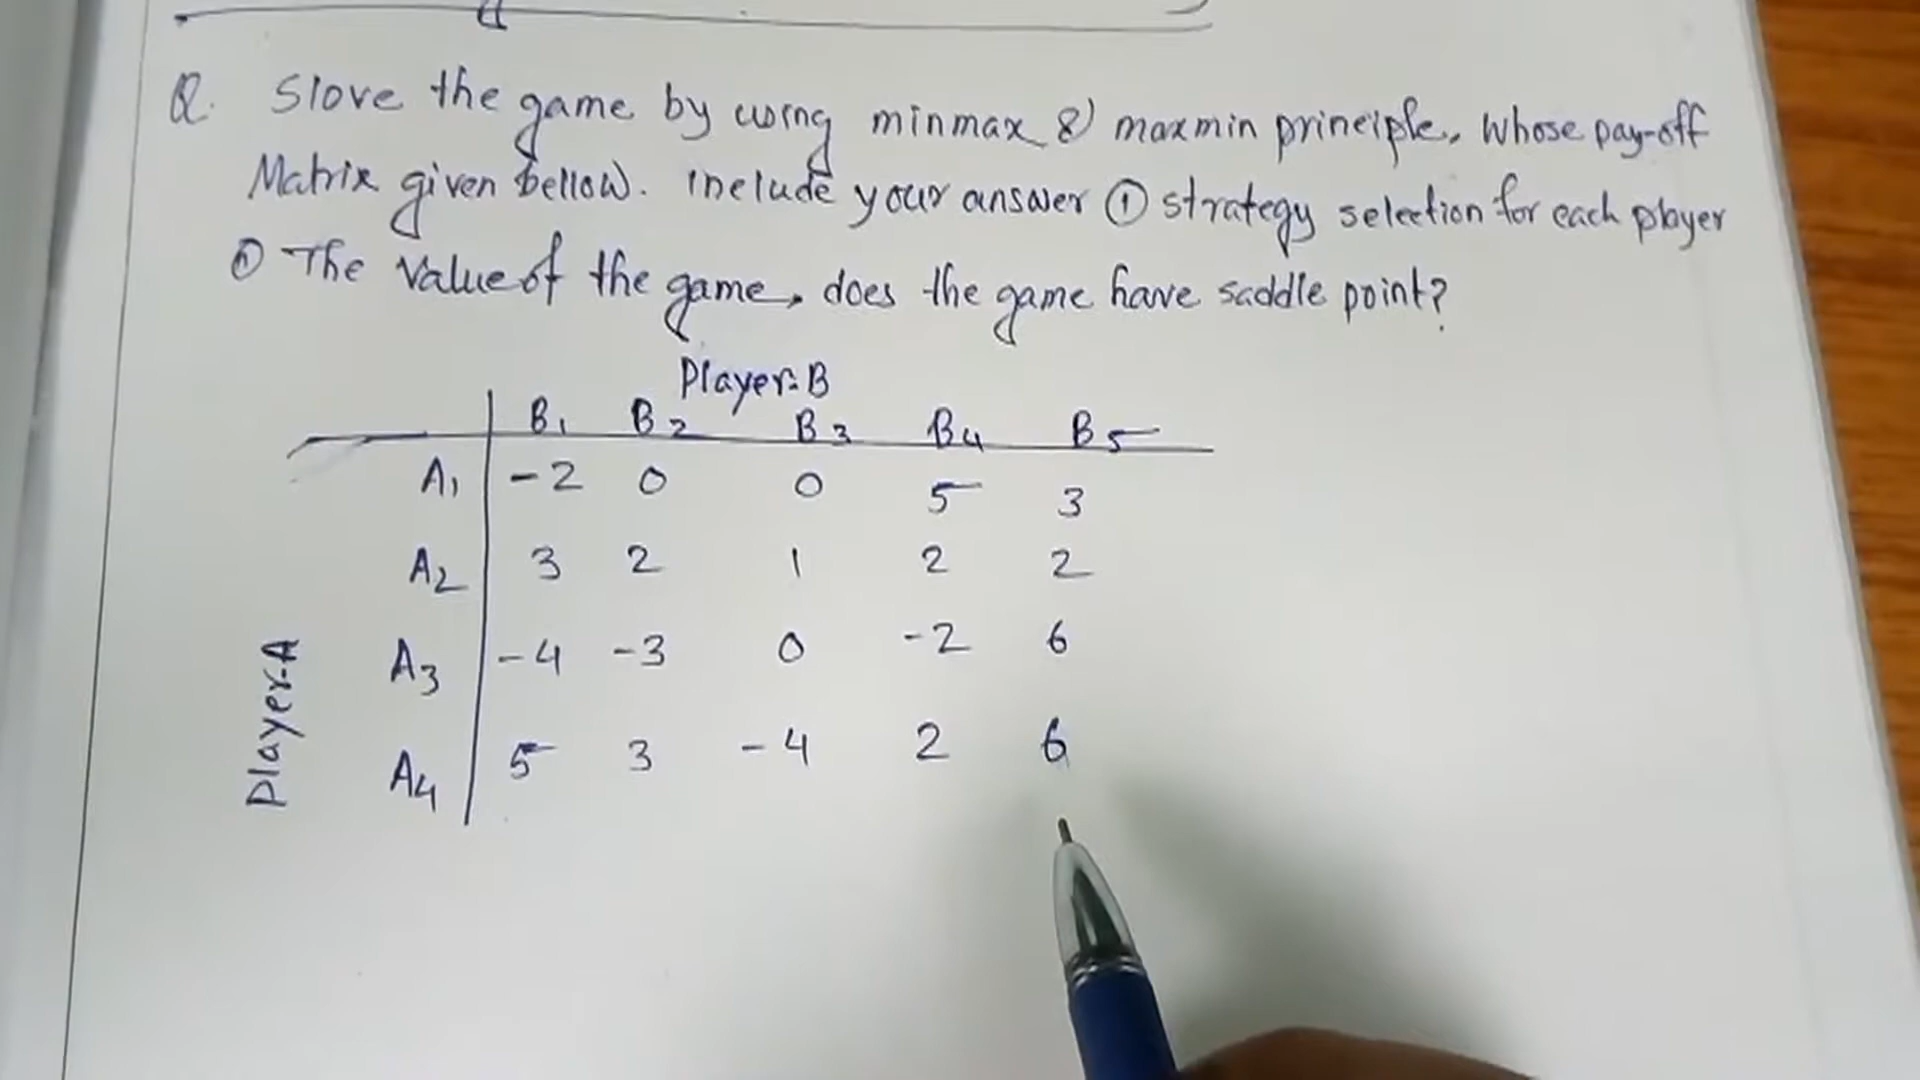 Q. Slove the game by using minmax & maxmin principle, whose pay-off
Matrix given bellow. Include your answer ① strategy selection for each player
⑪ The Value of the game, does the game have saddle point?
Player-B
B1 B2 B3 B4 B5
A1 -2 0 0 5 3
A2 3 2 1 2 2
A3 -4 -3 0 -2 6
A4 5 3 -4 2 6
Player-A